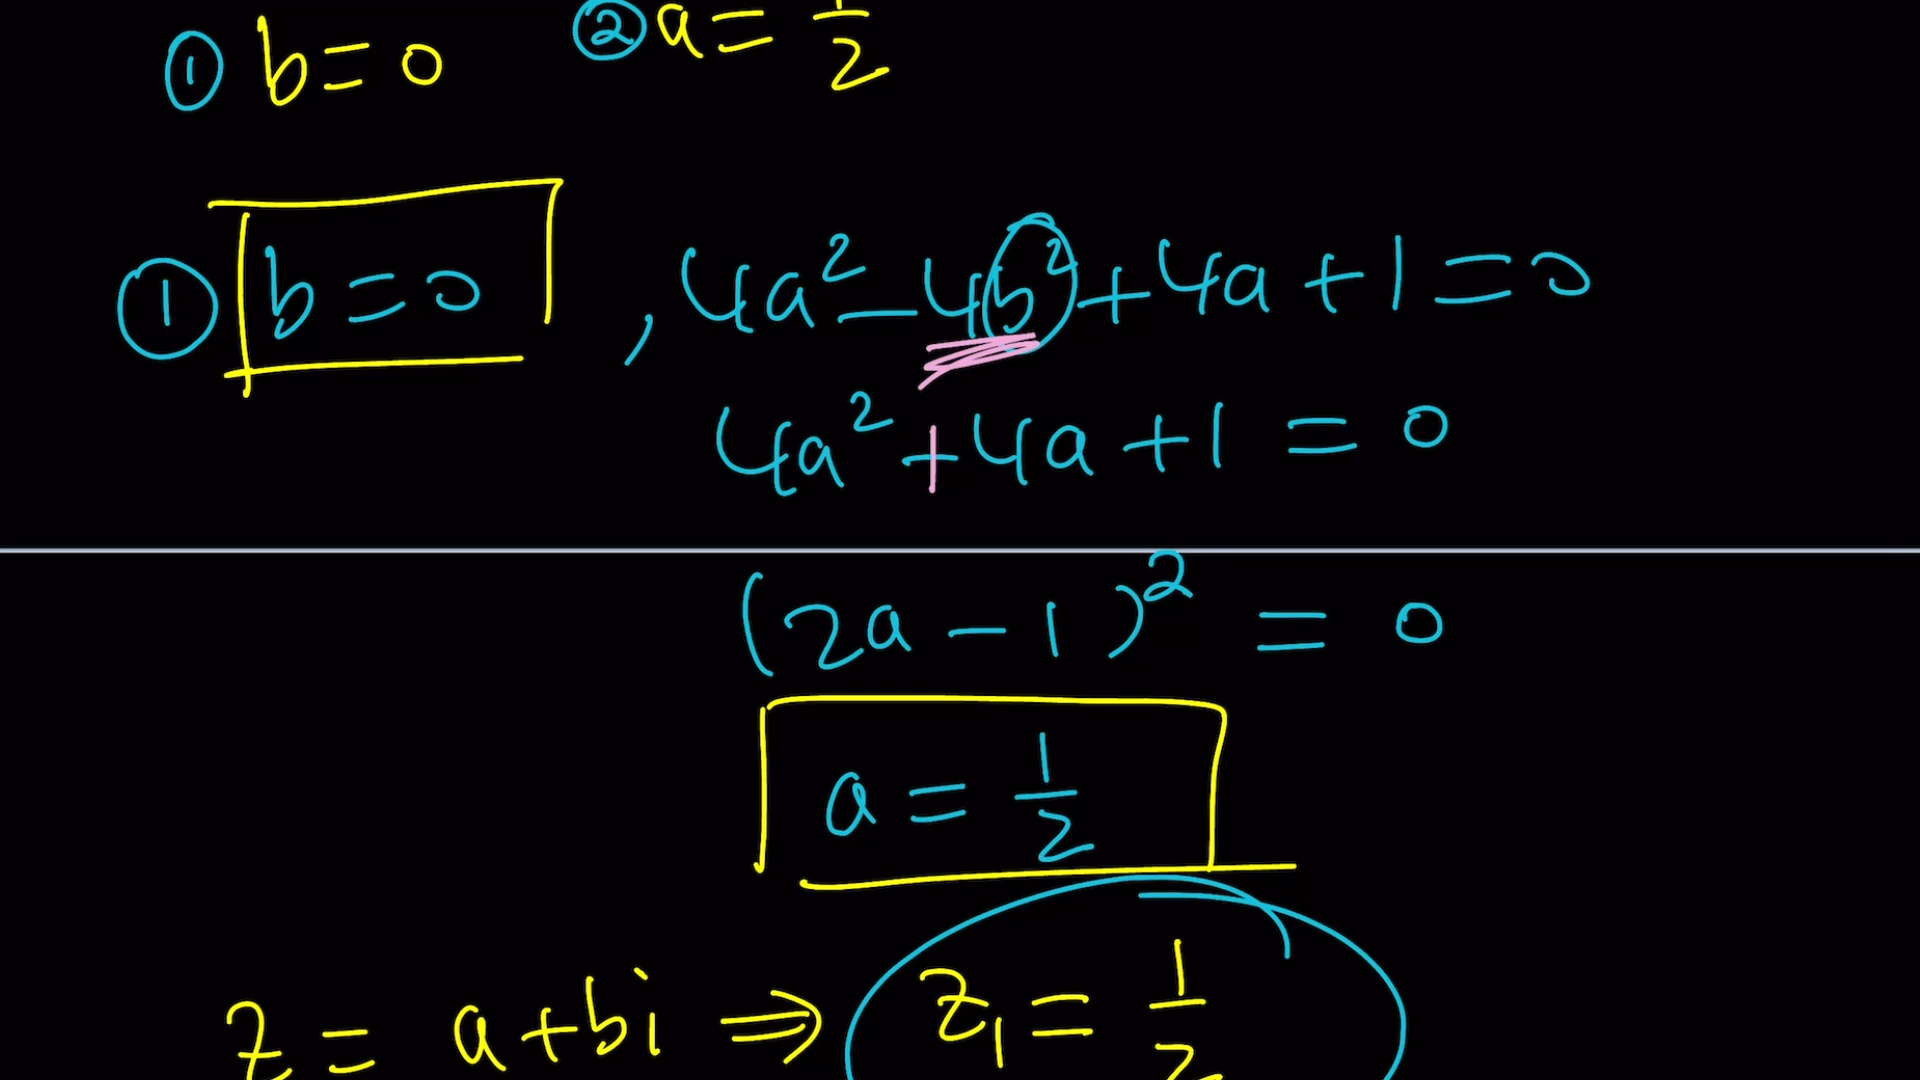 ① b = 0 ② a = 1/2
① b = 0 , 4a² - 4b² + 4a + 1 = 0
4a² + 4a + 1 = 0
(2a - 1)² = 0
a = 1/2
z = a + bi ⇒ z₁ = 1/2